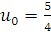 u₀ = 5/4